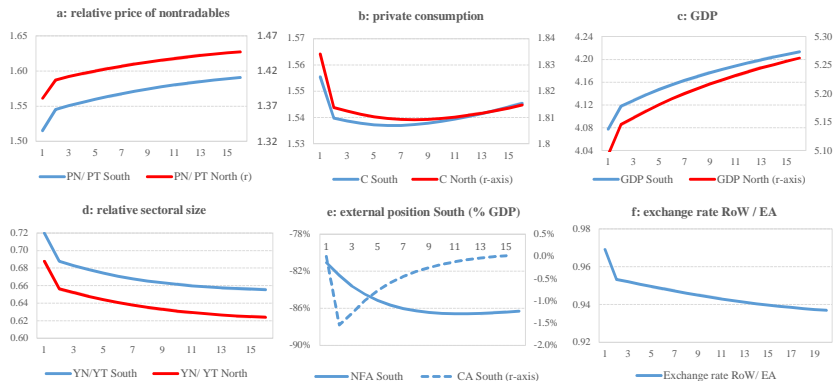 a: relative price of nontradables
1.65 1.47
1.60 1.42
1.55 1.37
1.50 1.32
1 3 5 7 9 11 13 15
PN/ PT South PN/ PT North (r)
b: private consumption
1.57 1.84
1.56 1.83
1.55 1.82
1.54 1.81
1.53 1.8
1 3 5 7 9 11 13 15
C South C North (r-axis)
c: GDP
4.24 5.30
4.20 5.25
4.16 5.20
4.12 5.15
4.08 5.10
4.04
1 3 5 7 9 11 13 15
GDP South GDP North (r-axis)
d: relative sectoral size
0.72
0.70
0.68
0.66
0.64
0.62
0.60
1 3 5 7 9 11 13 15
YN/YT South YN/ YT North
e: external position South (% GDP)
-78% 0.5%
1 3 5 7 9 11 13 15
0.0%
-82% -0.5%
-1.0%
-86% -1.5%
-90% -2.0%
NFA South CA South (r-axis)
f: exchange rate RoW / EA
0.98
0.96
0.94
0.92
1 3 5 7 9 11 13 15 17 19
Exchange rate RoW/ EA